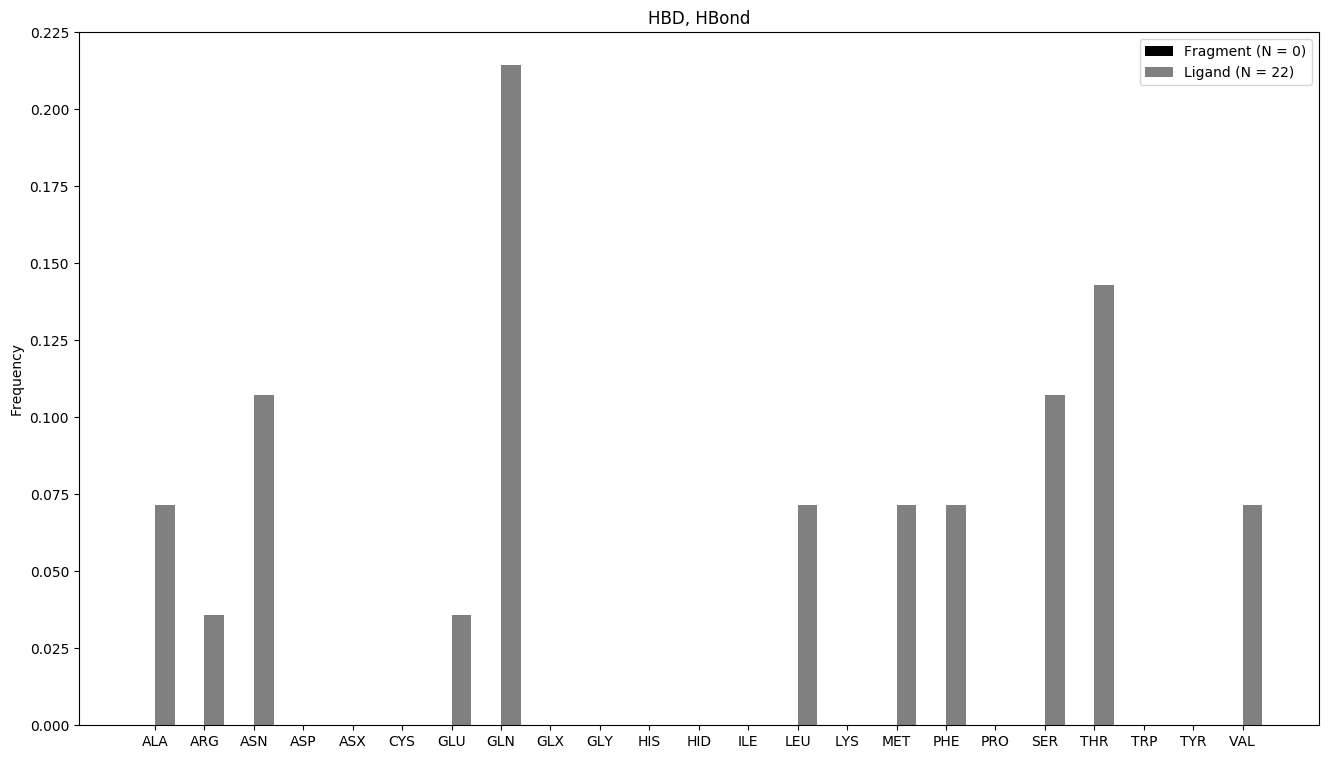 HBD, HBond
Fragment (N = 0)
Ligand (N = 22)
Frequency
0.225
0.200
0.175
0.150
0.125
0.100
0.075
0.050
0.025
0.000
ALA ARG ASN ASP ASX CYS GLU GLN GLX GLY HIS HID ILE LEU LYS MET PHE PRO SER THR TRP TYR VAL